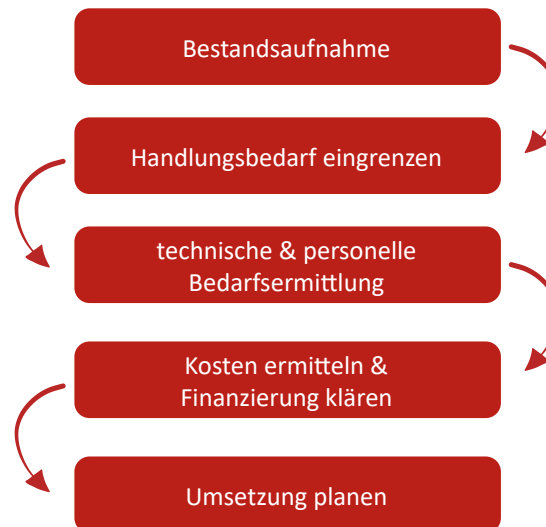 Bestandsaufnahme
Handlungsbedarf eingrenzen
technische & personelle
Bedarfsermittlung
Kosten ermitteln &
Finanzierung klären
Umsetzung planen